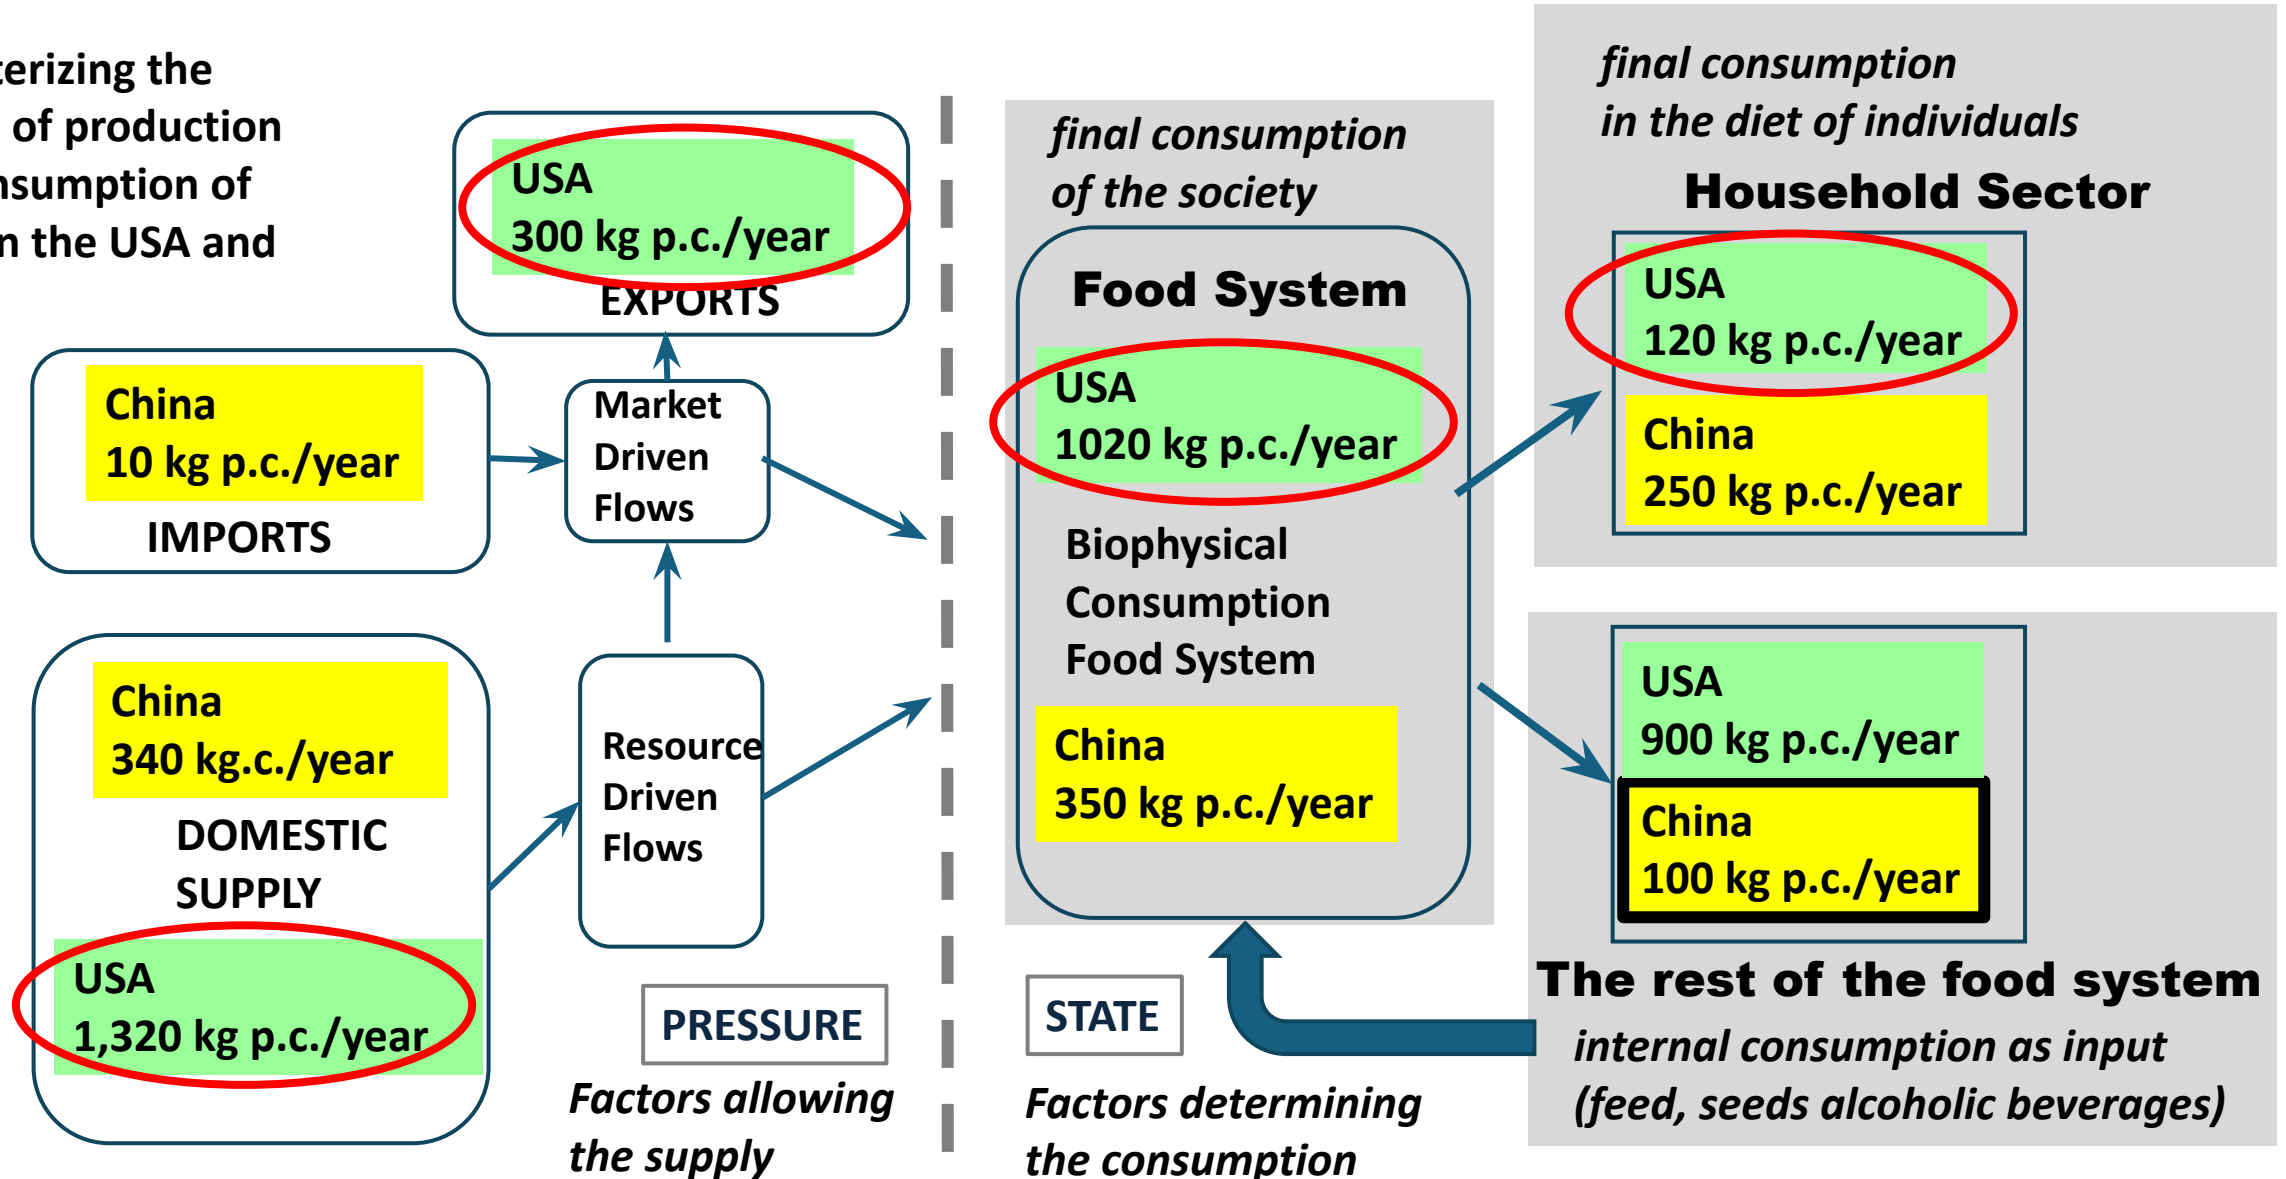 terizing the
of production
nsumption of
n the USA and
USA
300 kg p.c./year
EXPORTS
China
10 kg p.c./year
IMPORTS
Market
Driven
Flows
China
340 kg.c./year
DOMESTIC
SUPPLY
USA
1,320 kg p.c./year
Resource
Driven
Flows
PRESSURE
Factors allowing
the supply
final consumption
of the society
Food System
USA
1020 kg p.c./year
Biophysical
Consumption
Food System
China
350 kg p.c./year
STATE
Factors determining
the consumption
final consumption
in the diet of individuals
Household Sector
USA
120 kg p.c./year
China
250 kg p.c./year
USA
900 kg p.c./year
China
100 kg p.c./year
The rest of the food system
internal consumption as input
(feed, seeds alcoholic beverages)